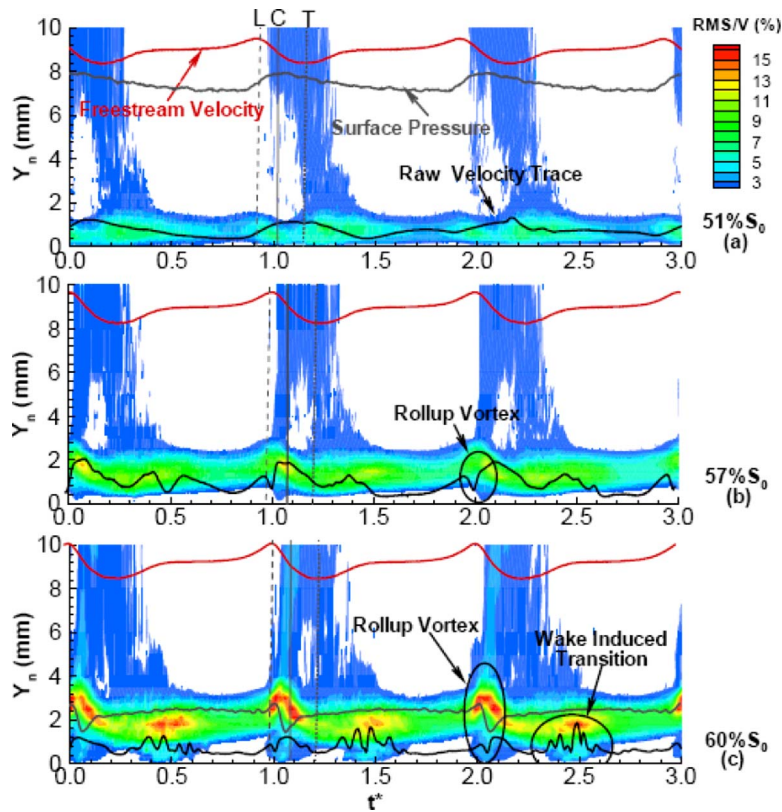 L C T
RMS/V (%)
15
13
11
9
7
5
3
10
8
6
4
2
0
Y_n (mm)
Freestream Velocity
Surface Pressure
Raw Velocity Trace
0.0 0.5 1.0 1.5 2.0 2.5 3.0
51%S_0
(a)
10
8
6
4
2
0
Y_n (mm)
Rollup Vortex
0.0 0.5 1.0 1.5 2.0 2.5 3.0
57%S_0
(b)
10
8
6
4
2
0
Y_n (mm)
Rollup Vortex
Wake Induced
Transition
0.0 0.5 1.0 1.5 2.0 2.5 3.0
60%S_0
(c)
t*